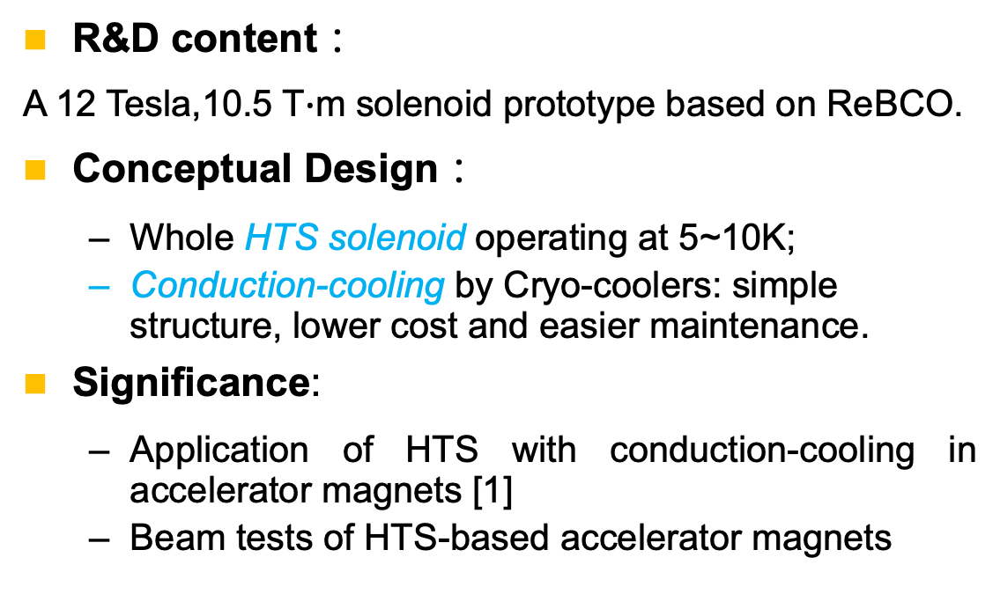 R&D content：
A 12 Tesla,10.5 T·m solenoid prototype based on ReBCO.
Conceptual Design：
– Whole HTS solenoid operating at 5~10K;
– Conduction-cooling by Cryo-coolers: simple
structure, lower cost and easier maintenance.
Significance:
– Application of HTS with conduction-cooling in
accelerator magnets [1]
– Beam tests of HTS-based accelerator magnets